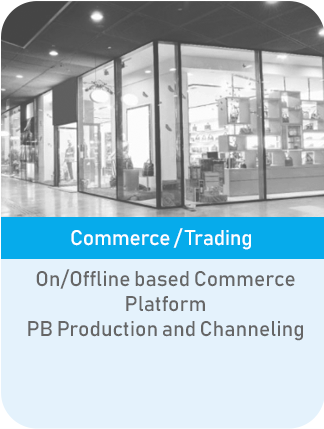 Commerce / Trading
On/Offline based Commerce
Platform
PB Production and Channeling